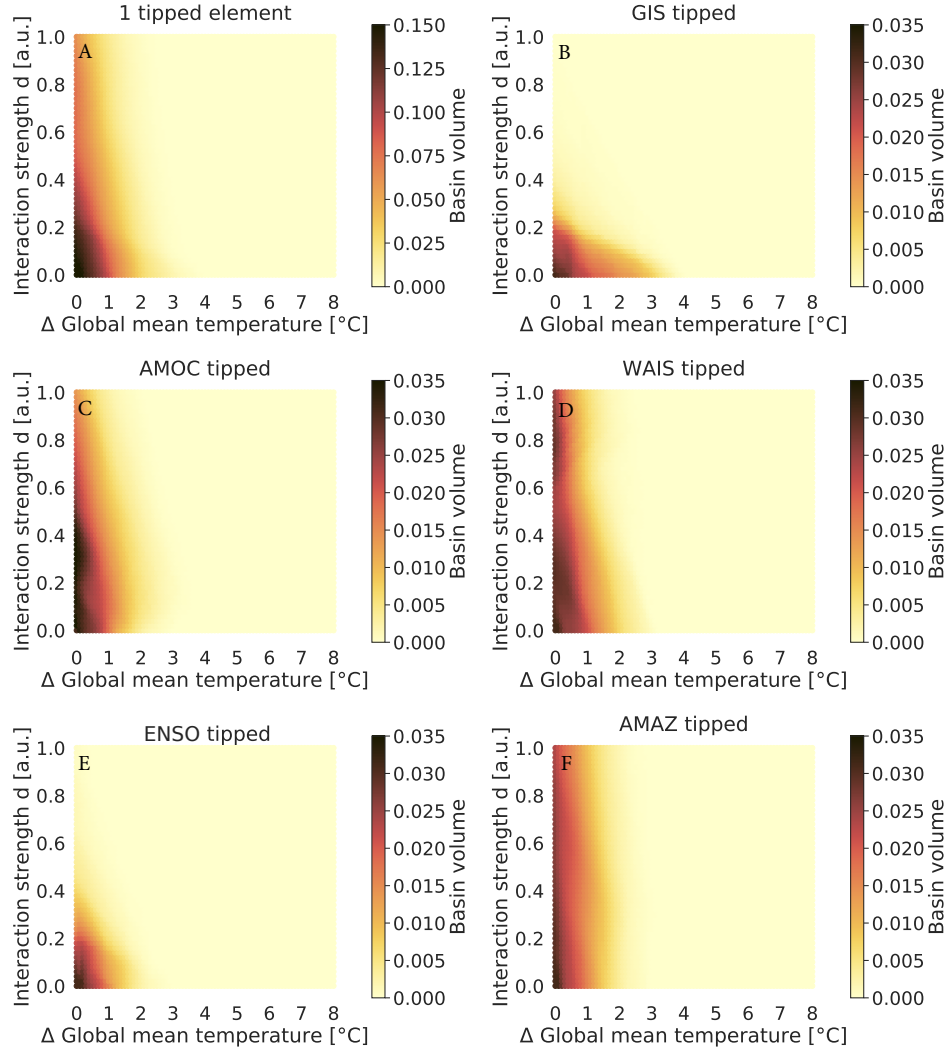 1 tipped element
A
1.0
0.8
0.6
0.4
0.2
0.0
Interaction strength d [a.u.]
0 1 2 3 4 5 6 7 8
Δ Global mean temperature [°C]
0.150
0.125
0.100
0.075
0.050
0.025
0.000
Basin volume
GIS tipped
B
1.0
0.8
0.6
0.4
0.2
0.0
Interaction strength d [a.u.]
0 1 2 3 4 5 6 7 8
Δ Global mean temperature [°C]
0.035
0.030
0.025
0.020
0.015
0.010
0.005
0.000
Basin volume
AMOC tipped
C
1.0
0.8
0.6
0.4
0.2
0.0
Interaction strength d [a.u.]
0 1 2 3 4 5 6 7 8
Δ Global mean temperature [°C]
0.035
0.030
0.025
0.020
0.015
0.010
0.005
0.000
Basin volume
WAIS tipped
D
1.0
0.8
0.6
0.4
0.2
0.0
Interaction strength d [a.u.]
0 1 2 3 4 5 6 7 8
Δ Global mean temperature [°C]
0.035
0.030
0.025
0.020
0.015
0.010
0.005
0.000
Basin volume
ENSO tipped
E
1.0
0.8
0.6
0.4
0.2
0.0
Interaction strength d [a.u.]
0 1 2 3 4 5 6 7 8
Δ Global mean temperature [°C]
0.035
0.030
0.025
0.020
0.015
0.010
0.005
0.000
Basin volume
AMAZ tipped
F
1.0
0.8
0.6
0.4
0.2
0.0
Interaction strength d [a.u.]
0 1 2 3 4 5 6 7 8
Δ Global mean temperature [°C]
0.035
0.030
0.025
0.020
0.015
0.010
0.005
0.000
Basin volume